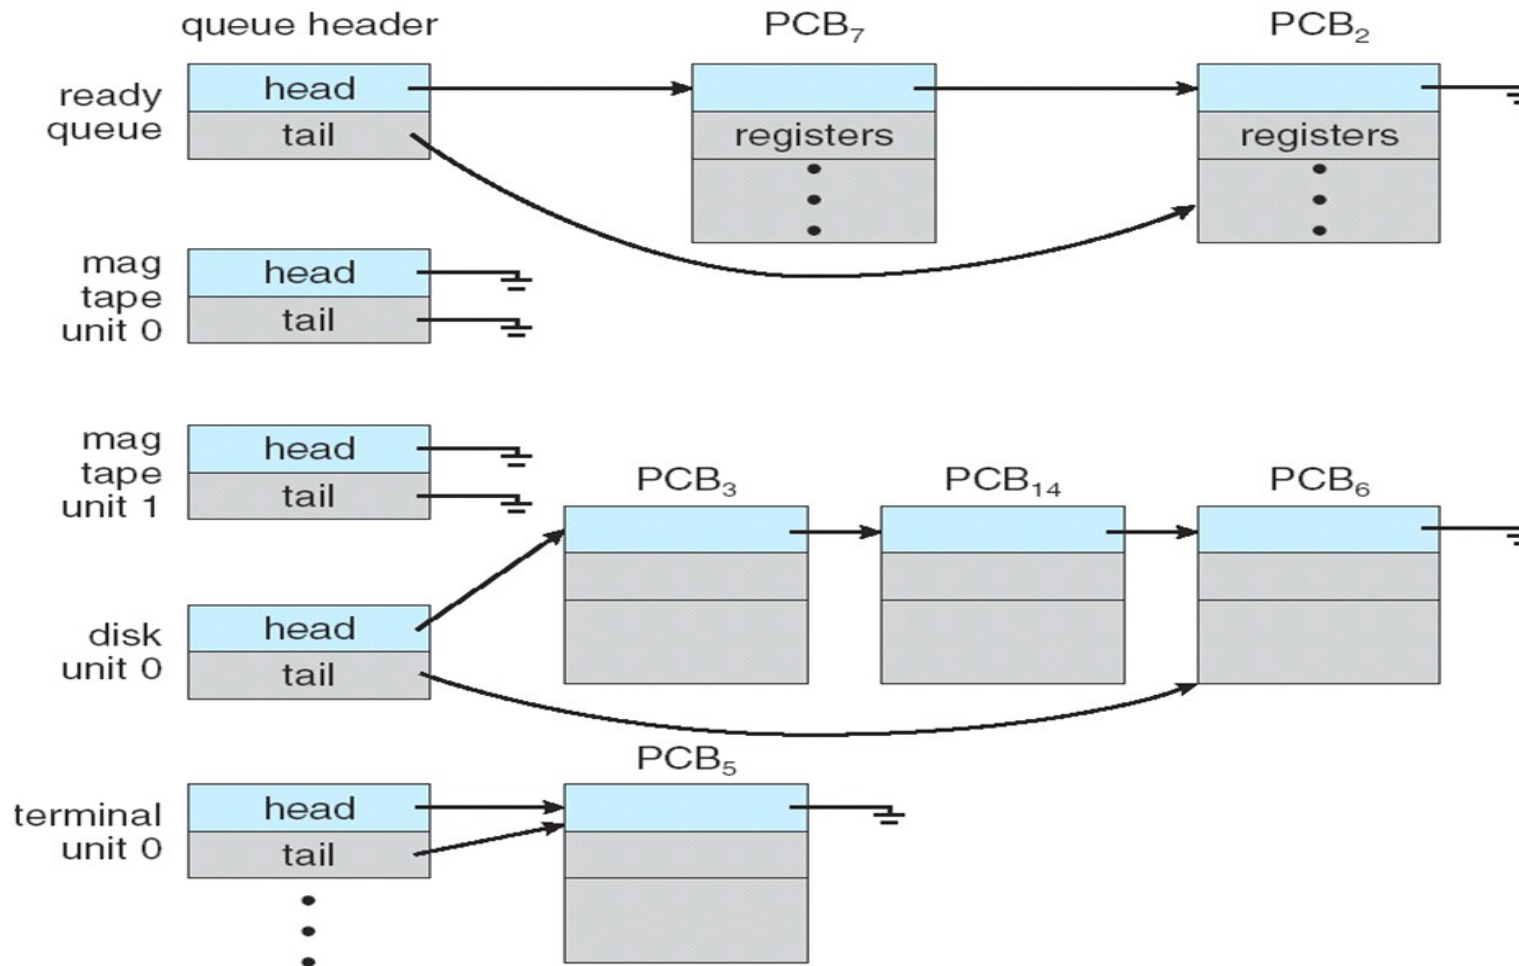 queue header
PCB₇
PCB₂
ready
queue
head
tail
registers
registers
mag
tape
unit 0
head
tail
mag
tape
unit 1
head
tail
PCB₃
PCB₁₄
PCB₆
disk
unit 0
head
tail
PCB₅
terminal
unit 0
head
tail